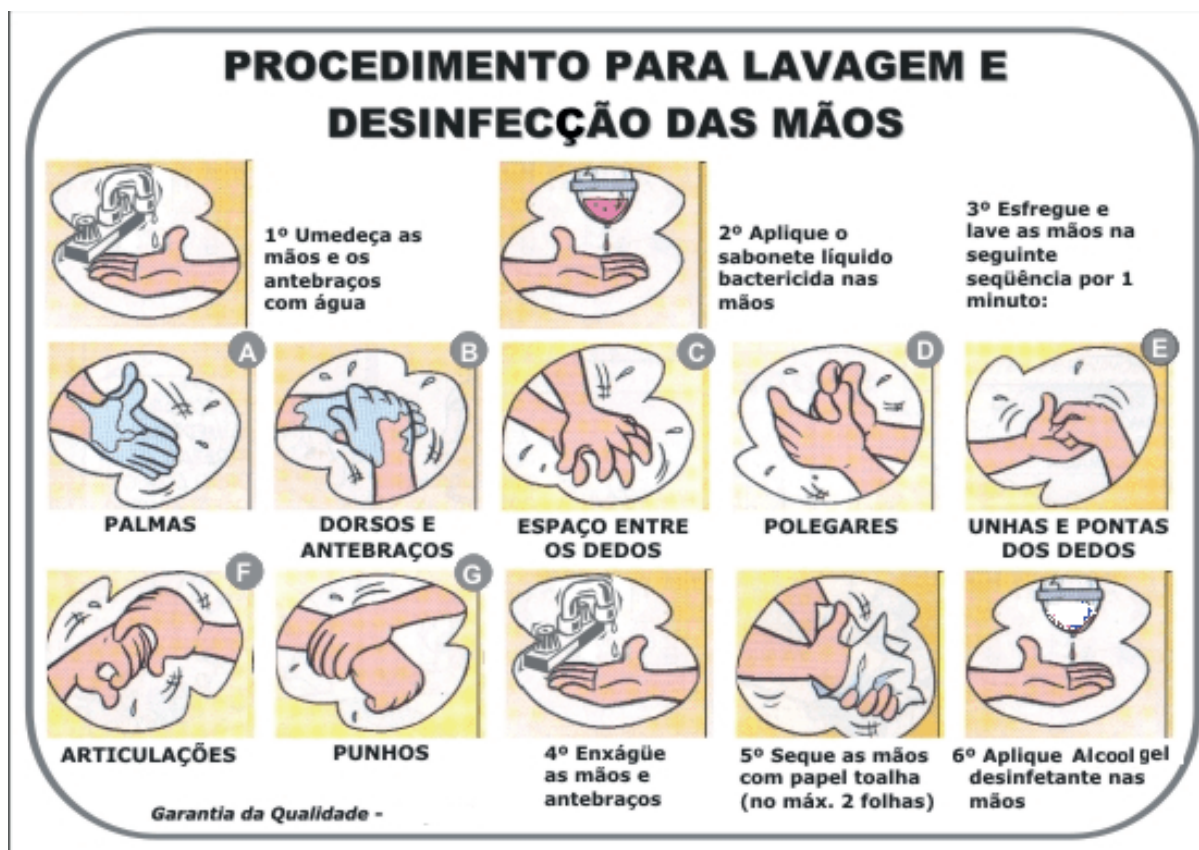 PROCEDIMENTO PARA LAVAGEM E
DESINFECÇÃO DAS MÃOS
1º Umedeça as
mãos e os
antebraços
com água
2º Aplique o
sabonete líquido
bactericida nas
mãos
3º Esfregue e
lave as mãos na
seguinte
seqüência por 1
minuto:
A
PALMAS
B
DORSOS E
ANTEBRAÇOS
C
ESPAÇO ENTRE
OS DEDOS
D
POLEGARES
E
UNHAS E PONTAS
DOS DEDOS
F
ARTICULAÇÕES
G
PUNHOS
4º Enxágüe
as mãos e
antebraços
5º Seque as mãos
com papel toalha
(no máx. 2 folhas)
6º Aplique Alcool gel
desinfetante nas
mãos
Garantia da Qualidade -